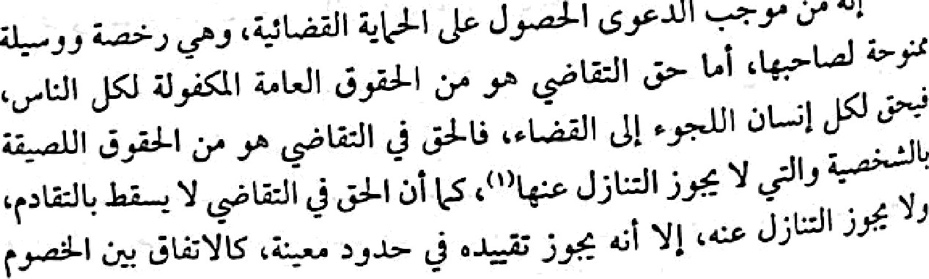 إنه من موجب الدعوى الحصول على الحماية القضائية، وهي رخصة ووسيلة
ممنوحة لصاحبها، أما حق التقاضي هو من الحقوق العامة المكفولة لكل الناس،
فيحق لكل إنسان اللجوء إلى القضاء، فالحق في التقاضي هو من الحقوق اللصيقة
بالشخصية والتي لا يجوز التنازل عنها(١)، كما أن الحق في التقاضي لا يسقط بالتقادم،
ولا يجوز التنازل عنه، إلا أنه يجوز تقييده في حدود معينة، كالاتفاق بين الخصوم